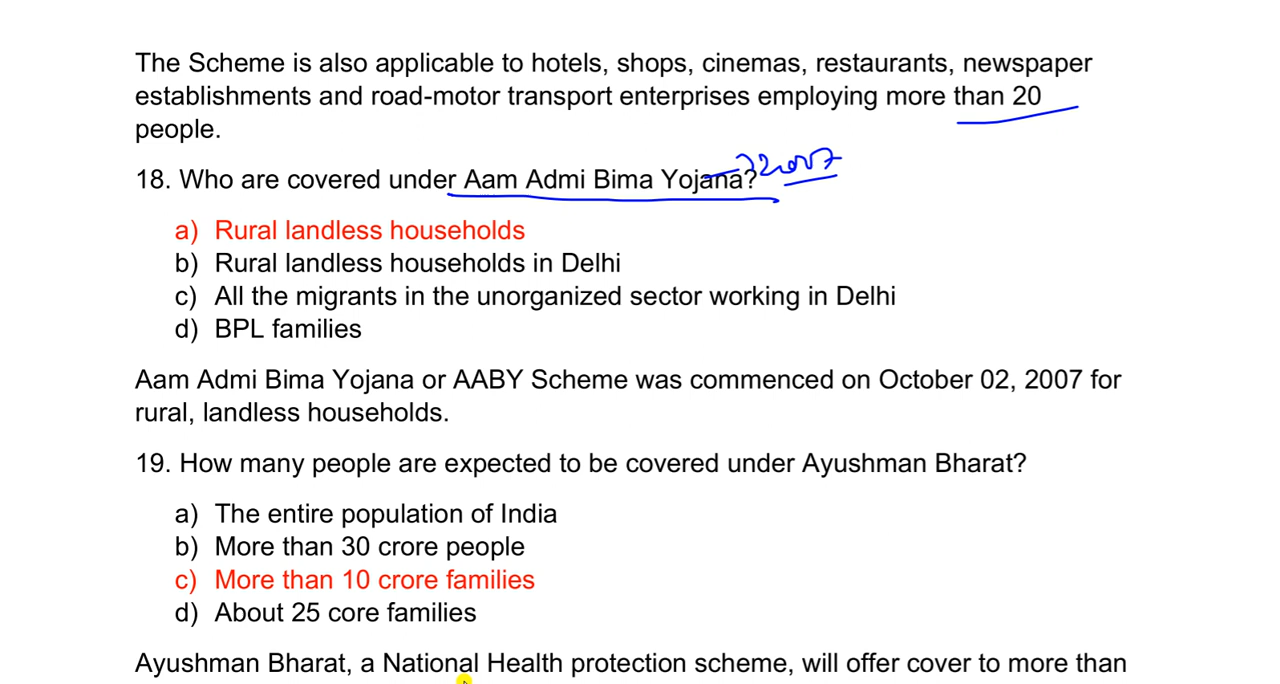 The Scheme is also applicable to hotels, shops, cinemas, restaurants, newspaper
establishments and road-motor transport enterprises employing more than 20
people.
18. Who are covered under Aam Admi Bima Yojana? 2007
a) Rural landless households
b) Rural landless households in Delhi
c) All the migrants in the unorganized sector working in Delhi
d) BPL families
Aam Admi Bima Yojana or AABY Scheme was commenced on October 02, 2007 for
rural, landless households.
19. How many people are expected to be covered under Ayushman Bharat?
a) The entire population of India
b) More than 30 crore people
c) More than 10 crore families
d) About 25 core families
Ayushman Bharat, a National Health protection scheme, will offer cover to more than